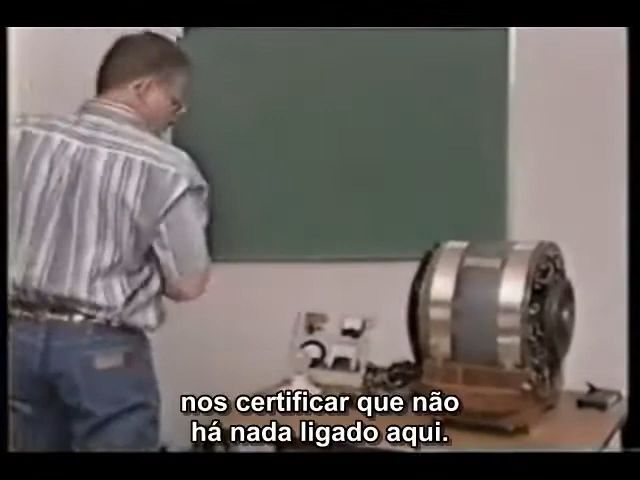 nos certificar que não
há nada ligado aqui.